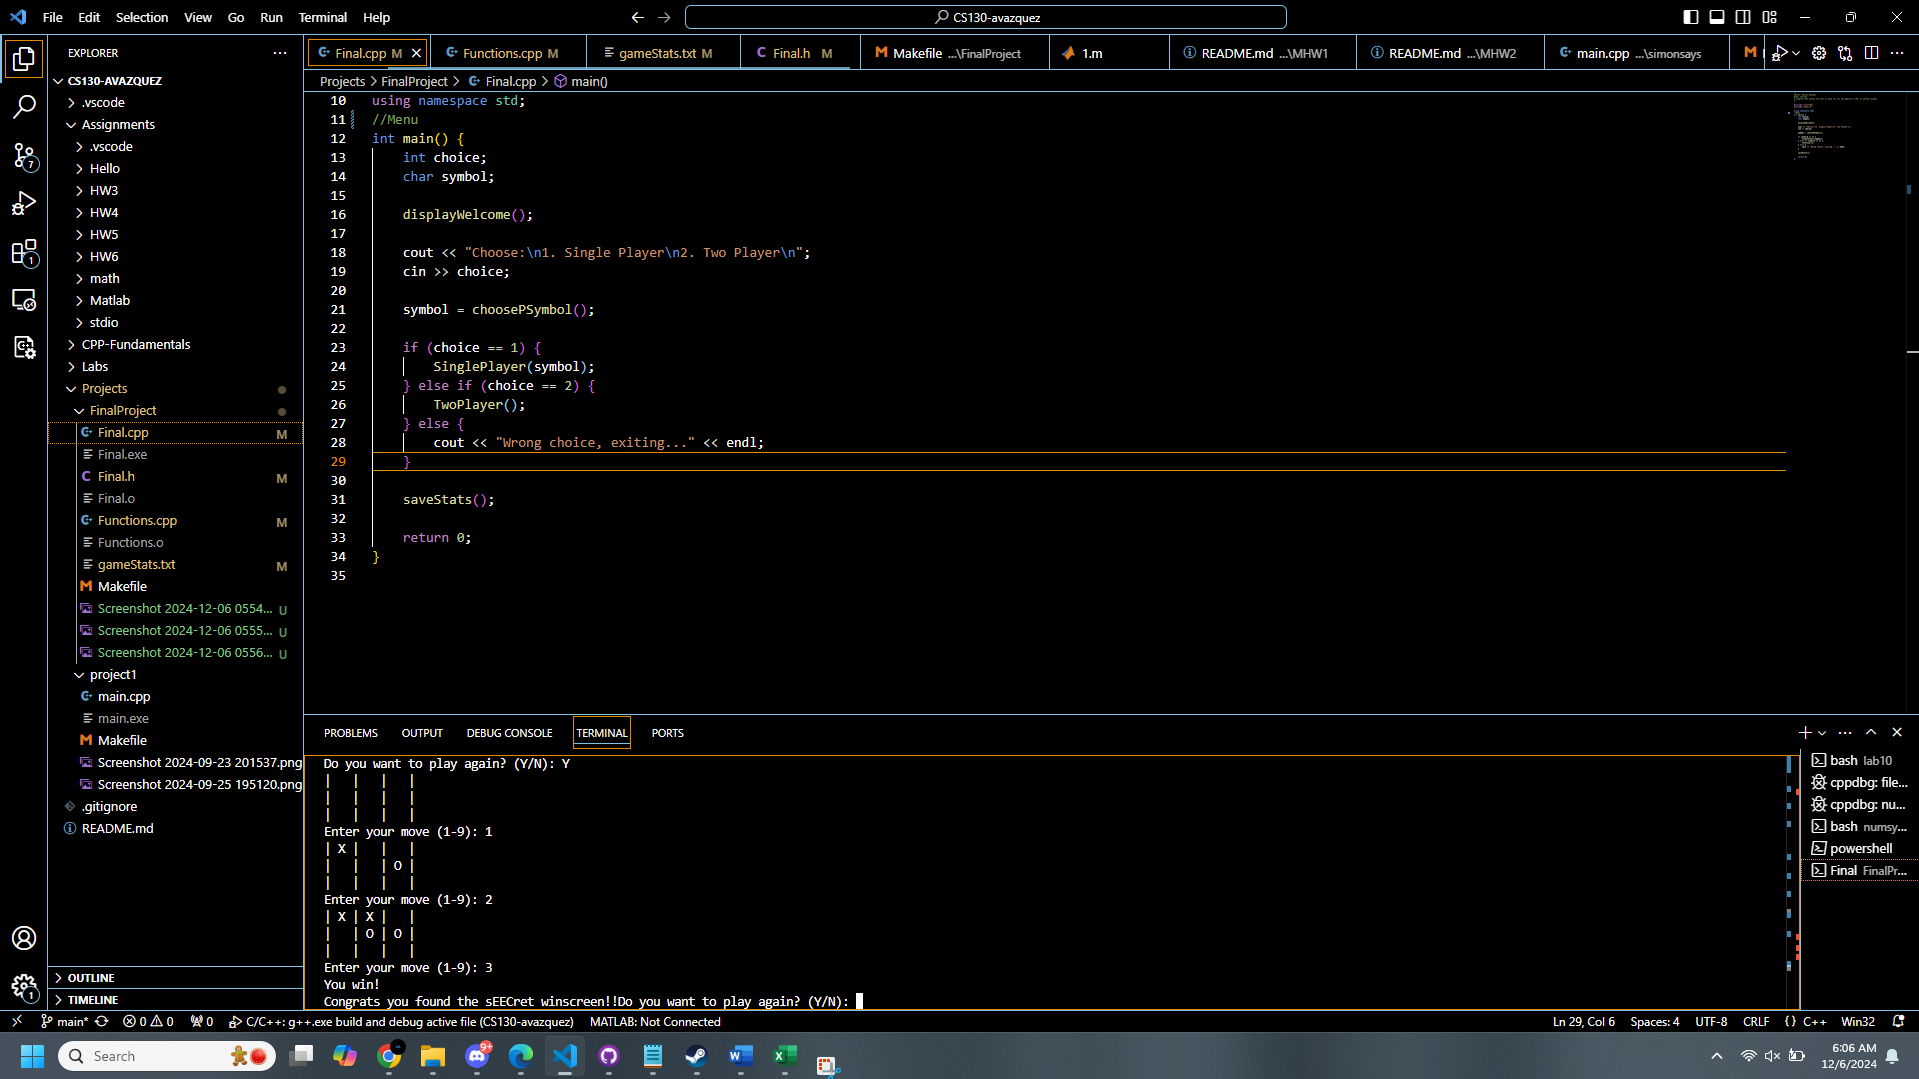 File Edit Selection View Go Run Terminal Help
CS130-avazquez
EXPLORER
CS130-AVAZQUEZ
.vscode
Assignments
.vscode
Hello
HW3
HW4
HW5
HW6
math
Matlab
stdio
CPP-Fundamentals
Labs
Projects
FinalProject
Final.cpp M
Final.exe
Final.h M
Final.o
Functions.cpp M
Functions.o
gameStats.txt M
Makefile
Screenshot 2024-12-06 0554... U
Screenshot 2024-12-06 0555... U
Screenshot 2024-12-06 0556... U
project1
main.cpp
main.exe
Makefile
Screenshot 2024-09-23 201537.png
Screenshot 2024-09-25 195120.png
.gitignore
README.md
OUTLINE
TIMELINE
7
1
1
Final.cpp M Functions.cpp M gameStats.txt M Final.h M Makefile ...\FinalProject 1.m README.md ...\MHW1 README.md ...\MHW2 main.cpp ...\simonsays
Projects > FinalProject > Final.cpp > main()
10 using namespace std;
11 //Menu
12 int main() {
13 int choice;
14 char symbol;
15
16 displayWelcome();
17
18 cout << "Choose:\n1. Single Player\n2. Two Player\n";
19 cin >> choice;
20
21 symbol = choosePSymbol();
22
23 if (choice == 1) {
24 SinglePlayer(symbol);
25 } else if (choice == 2) {
26 TwoPlayer();
27 } else {
28 cout << "Wrong choice, exiting..." << endl;
29 }
30
31 saveStats();
32
33 return 0;
34 }
35
PROBLEMS OUTPUT DEBUG CONSOLE TERMINAL PORTS
Do you want to play again? (Y/N): Y
|   |   |   |
|   |   |   |
|   |   |   |
Enter your move (1-9): 1
| X |   |   |
|   |   | O |
|   |   |   |
Enter your move (1-9): 2
| X | X |   |
|   | O | O |
|   |   |   |
Enter your move (1-9): 3
You win!
Congrats you found the sEECret winscreen!!Do you want to play again? (Y/N):
bash lab10
cppdbg: file...
cppdbg: nu...
bash numsy...
powershell
Final FinalPr...
main* 0 0 0 C/C++: g++.exe build and debug active file (CS130-avazquez) MATLAB: Not Connected
Ln 29, Col 6 Spaces: 4 UTF-8 CRLF {} C++ Win32
Search
9+
6:06 AM
12/6/2024